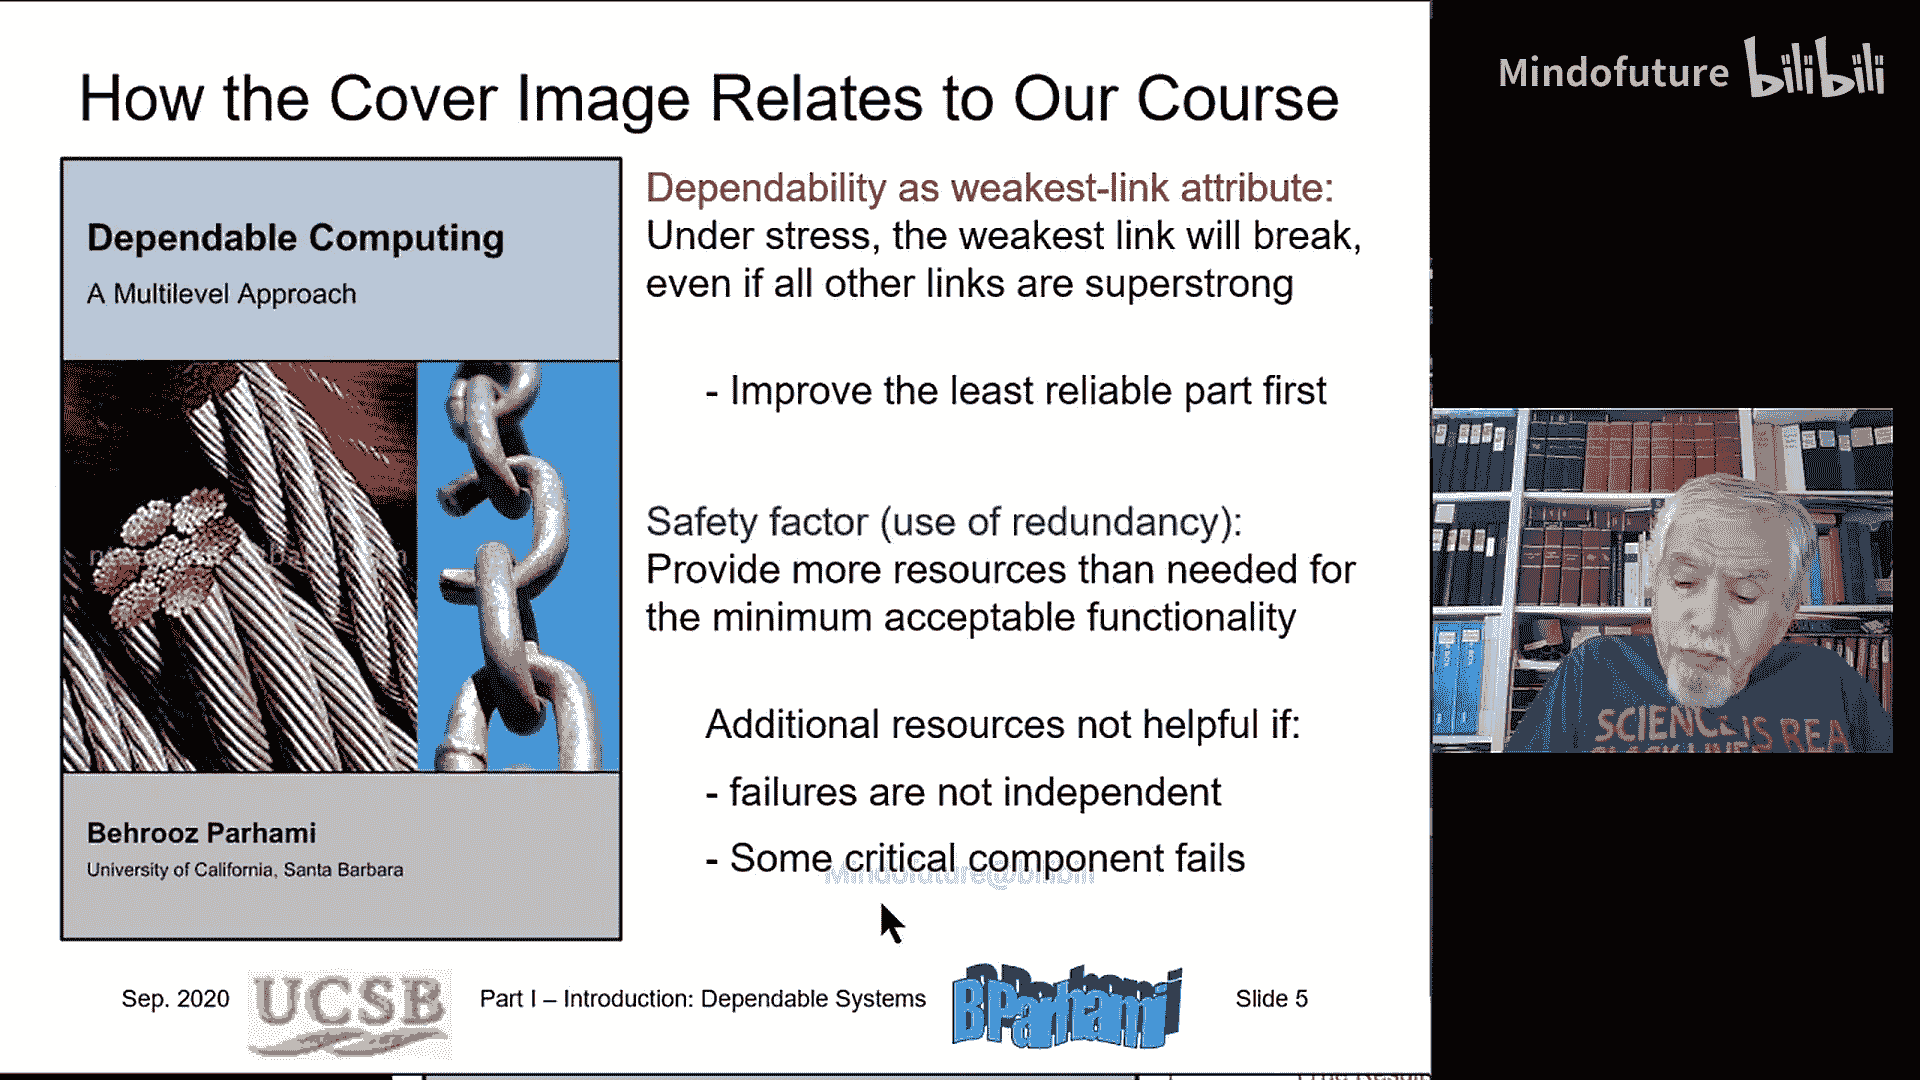 How the Cover Image Relates to Our Course
Mindofuture bilibili
Dependable Computing
A Multilevel Approach
Behrooz Parhami
University of California, Santa Barbara
Dependability as weakest-link attribute:
Under stress, the weakest link will break,
even if all other links are superstrong
- Improve the least reliable part first
Safety factor (use of redundancy):
Provide more resources than needed for
the minimum acceptable functionality
Additional resources not helpful if:
- failures are not independent
- Some critical component fails
Mindofuture@bilibili
SCIENCE IS REA
Sep. 2020
UCSB
Part I – Introduction: Dependable Systems
BParhami
Slide 5